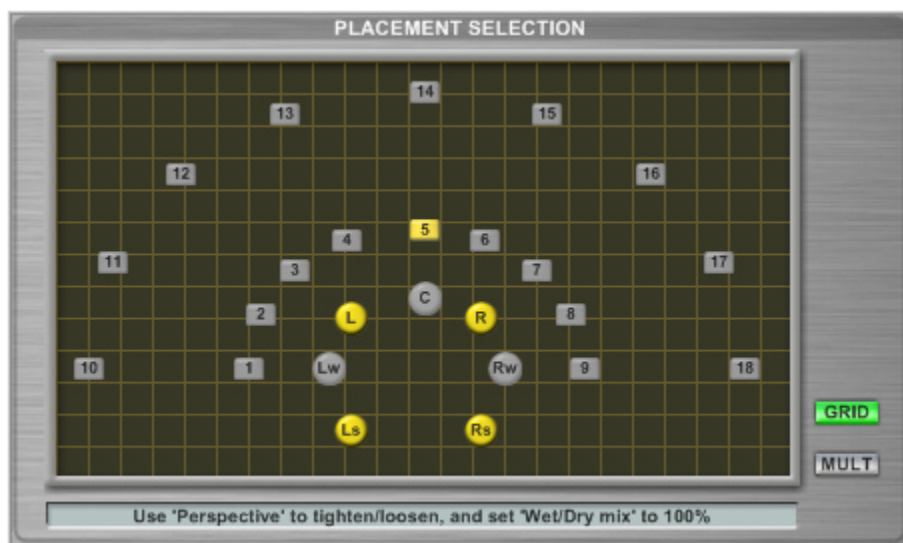 PLACEMENT SELECTION
14
13
15
12
16
5
4
6
11
17
3
7
C
2
L
R
8
10
1
Lw
Rw
9
18
GRID
Ls
Rs
MULT
Use 'Perspective' to tighten/loosen, and set 'Wet/Dry mix' to 100%